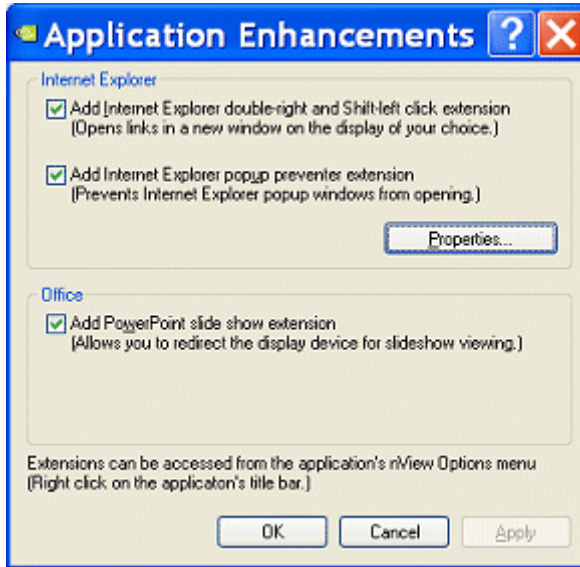 Application Enhancements
Internet Explorer
Add Internet Explorer double-right and Shift-left click extension
(Opens links in a new window on the display of your choice.)
Add Internet Explorer popup preventer extension
(Prevents Internet Explorer popup windows from opening.)
Properties...
Office
Add PowerPoint slide show extension
(Allows you to redirect the display device for slideshow viewing.)
Extensions can be accessed from the application's nView Options menu
(Right click on the applicaton's title bar.)
OK Cancel Apply